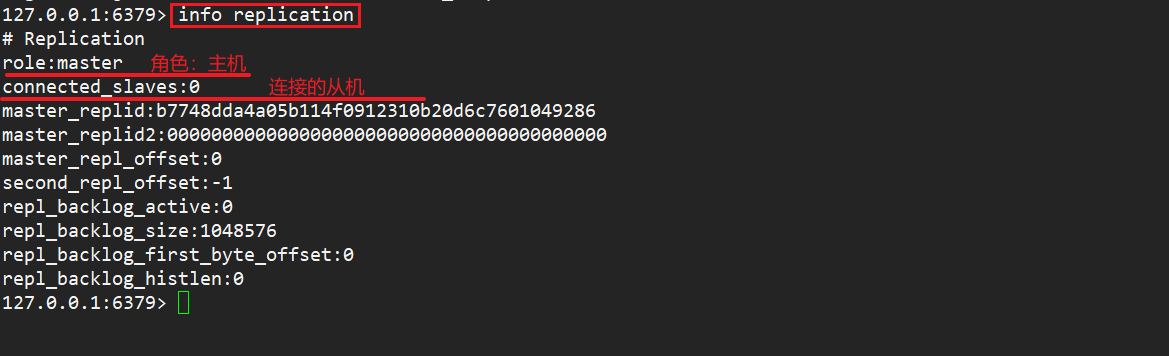 127.0.0.1:6379> info replication
# Replication
role:master 角色：主机
connected_slaves:0 连接的从机
master_replid:b7748dda4a05b114f0912310b20d6c7601049286
master_replid2:0000000000000000000000000000000000000000
master_repl_offset:0
second_repl_offset:-1
repl_backlog_active:0
repl_backlog_size:1048576
repl_backlog_first_byte_offset:0
repl_backlog_histlen:0
127.0.0.1:6379>